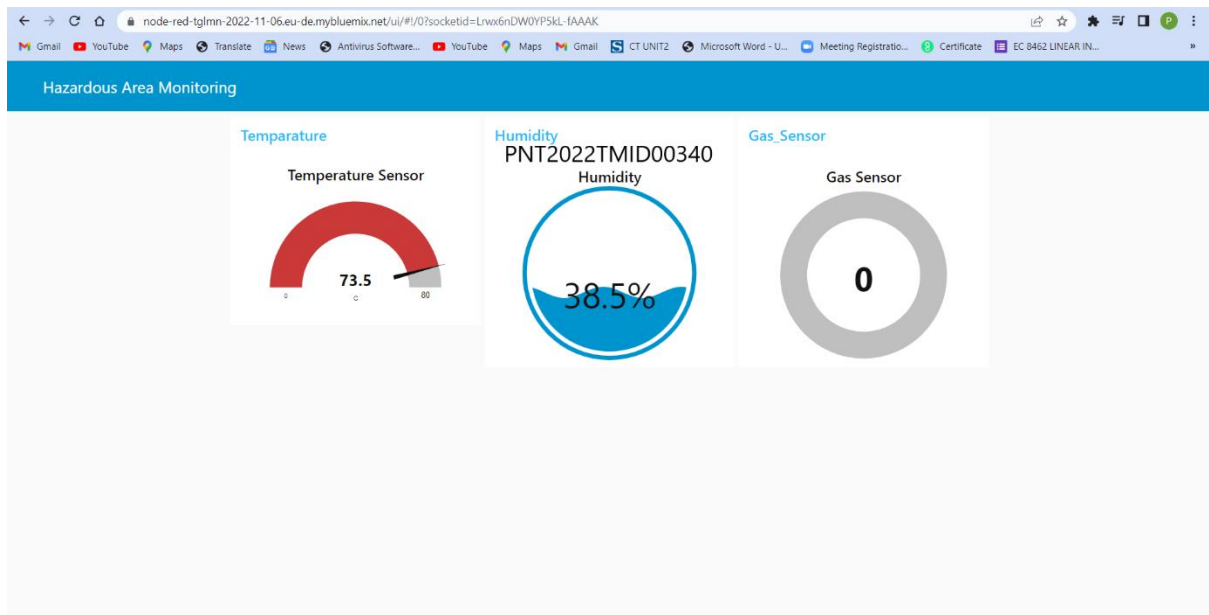 node-red-tglmn-2022-11-06.eu-de.mybluemix.net/ui/#!/0?socketid=Lrwx6nDW0YP5kL-fAAAK
P
Gmail YouTube Maps Translate News Antivirus Software... YouTube Maps Gmail CT UNIT2 Microsoft Word - U... Meeting Registratio... Certificate EC 8462 LINEAR IN... »
Hazardous Area Monitoring
Temparature
Temperature Sensor
73.5
0 C 80
Humidity
PNT2022TMID00340
Humidity
38.5%
Gas_Sensor
Gas Sensor
0